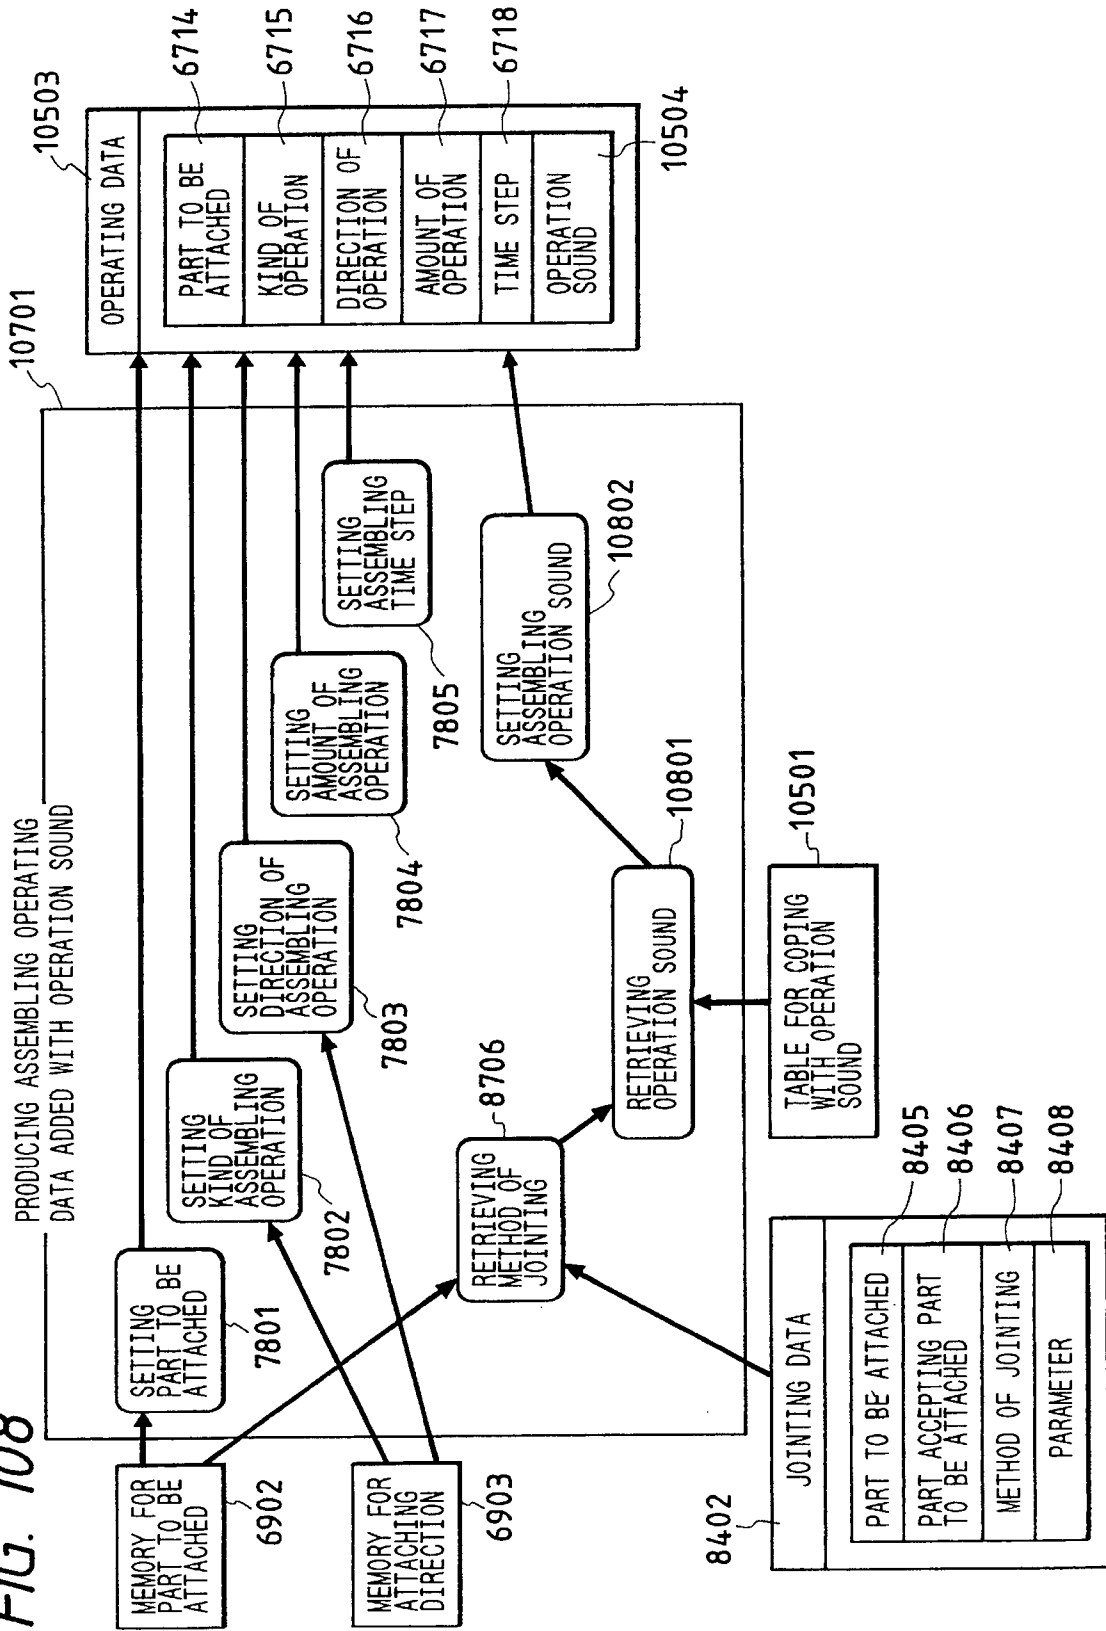 FIG. 108
PRODUCING ASSEMBLING OPERATING
DATA ADDED WITH OPERATION SOUND
10701
10503
MEMORY FOR
PART TO BE
ATTACHED
6902
MEMORY FOR
ATTACHING
DIRECTION
6903
SETTING
PART TO BE
ATTACHED
7801
SETTING
KIND OF
ASSEMBLING
OPERATION
7802
SETTING
DIRECTION OF
ASSEMBLING
OPERATION
7803
SETTING
AMOUNT OF
ASSEMBLING
OPERATION
7804
SETTING
ASSEMBLING
TIME STEP
7805
RETRIEVING
METHOD OF
JOINTING
8706
RETRIEVING
OPERATION SOUND
10801
SETTING
ASSEMBLING
OPERATION SOUND
10802
OPERATING DATA
PART TO BE
ATTACHED
6714
KIND OF
OPERATION
6715
DIRECTION OF
OPERATION
6716
AMOUNT OF
OPERATION
6717
TIME STEP
6718
OPERATION
SOUND
10504
8402
JOINTING DATA
PART TO BE ATTACHED
8405
PART ACCEPTING PART
TO BE ATTACHED
8406
METHOD OF JOINTING
8407
PARAMETER
8408
TABLE FOR COPING
WITH OPERATION
SOUND
10501